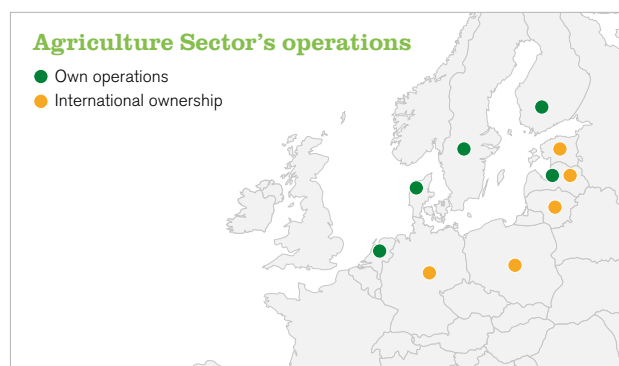 Agriculture Sector's operations
Own operations
International ownership